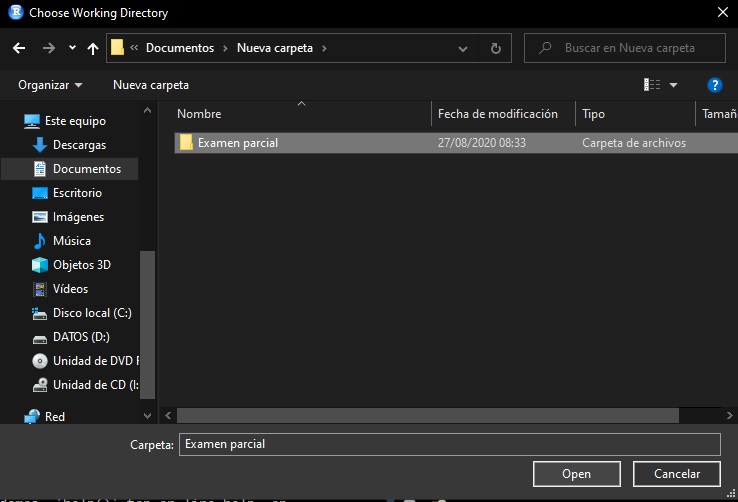 Choose Working Directory
« Documentos › Nueva carpeta ›
Buscar en Nueva carpeta
Organizar
Nueva carpeta
Nombre
Fecha de modificación
Tipo
Tamañ
Este equipo
Descargas
Documentos
Escritorio
Imágenes
Música
Objetos 3D
Vídeos
Disco local (C:)
DATOS (D:)
Unidad de DVD F
Unidad de CD (I:
Red
Examen parcial
27/08/2020 08:33
Carpeta de archivos
Carpeta: Examen parcial
Open
Cancelar